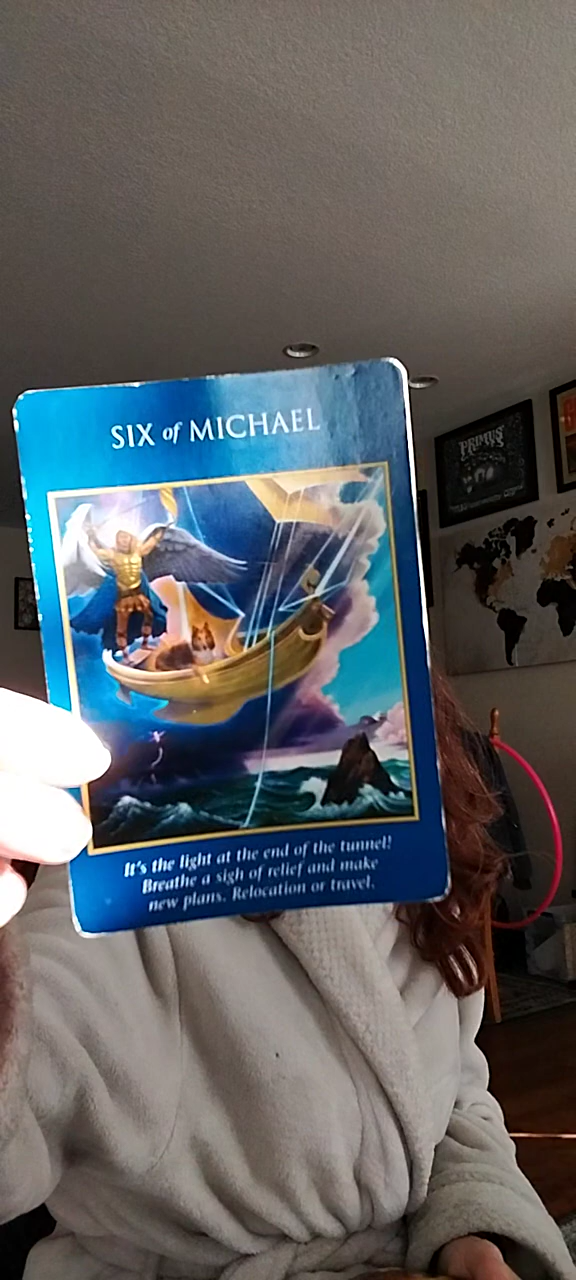 SIX of MICHAEL
PRIMUS
It's the light at the end of the tunnel!
Breathe a sigh of relief and make
new plans. Relocation or travel.